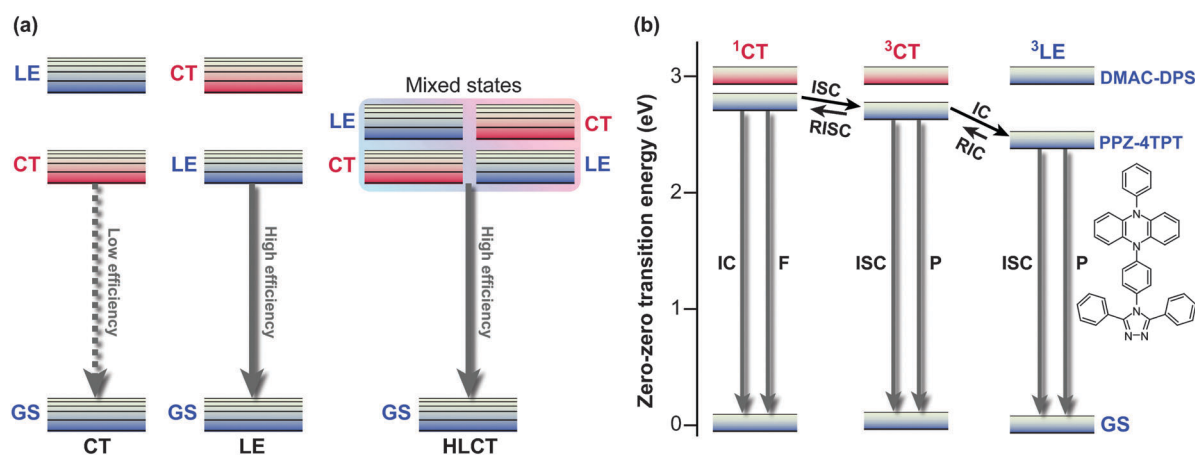 (a)
LE
CT
CT
LE
Mixed states
LE
CT
CT
LE
Low efficiency
High efficiency
High efficiency
GS
GS
GS
CT
LE
HLCT
(b)
Zero-zero transition energy (eV)
3
2
1
0
¹CT
³CT
³LE
DMAC-DPS
ISC
RISC
IC
RIC
PPZ-4TPT
IC
F
ISC
P
ISC
P
N
N
N
N–N
GS